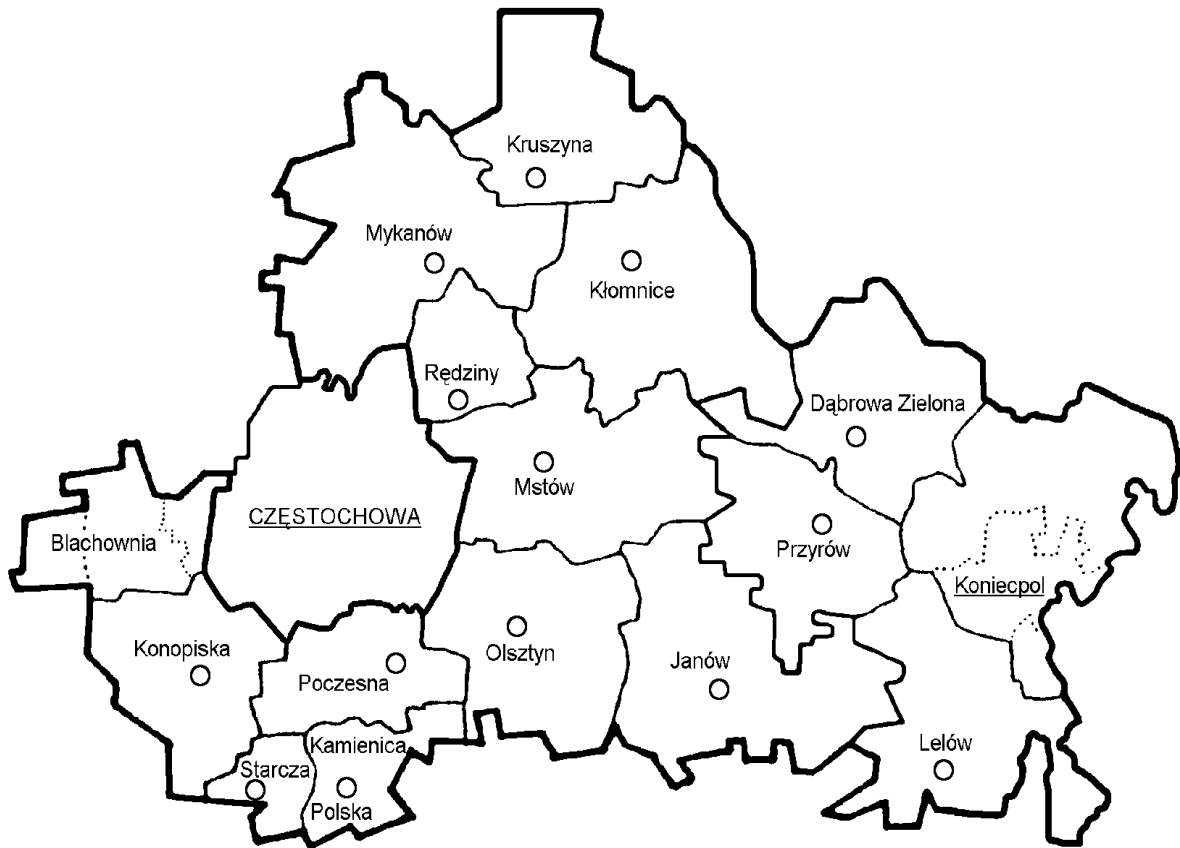 Kruszyna
Mykanów
Kłomnice
Rędziny
Dąbrowa Zielona
Mstów
CZĘSTOCHOWA
Blachownia
Przyrów
Koniecpol
Konopiska
Olsztyn
Janów
Poczesna
Kamienica
Polska
Starcza
Lelów